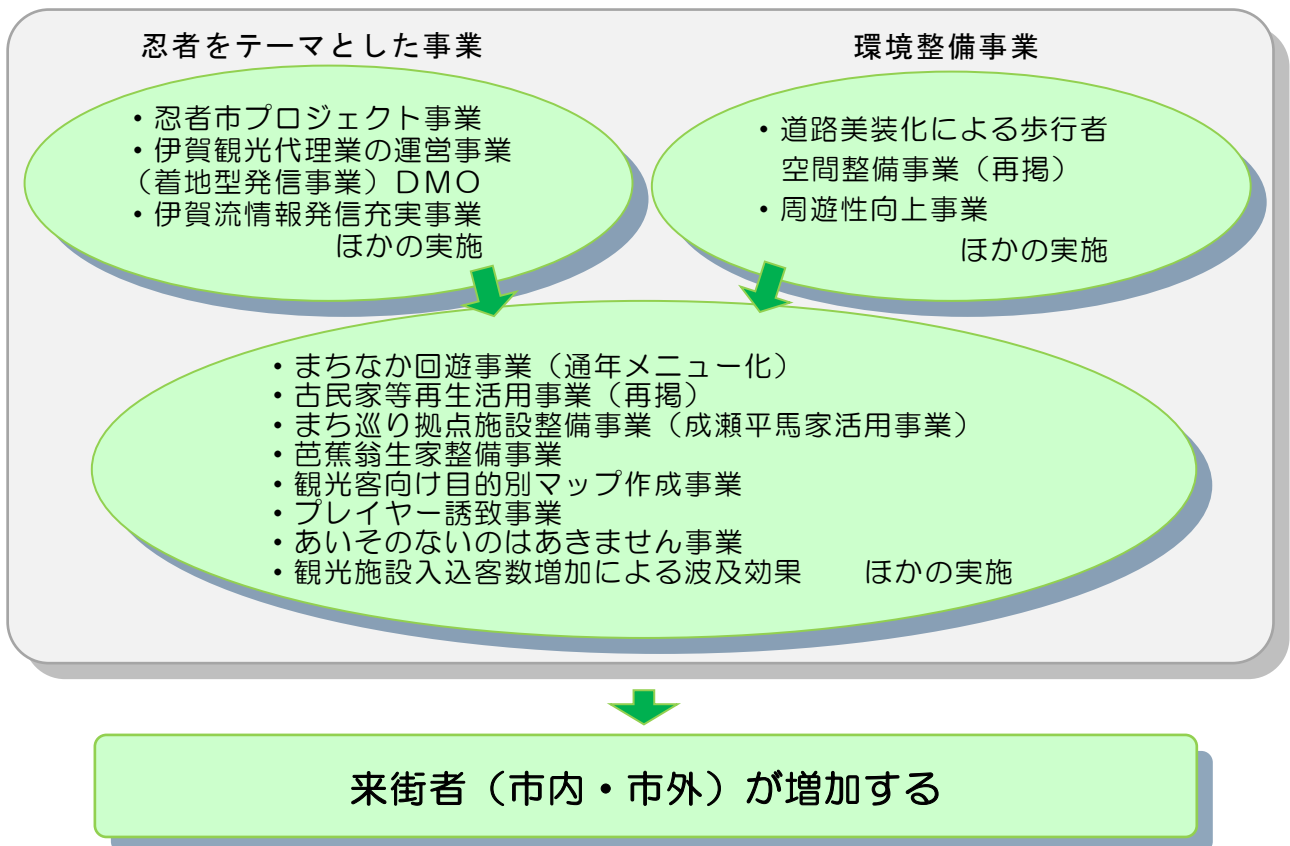 忍者をテーマとした事業
・忍者市プロジェクト事業
・伊賀観光代理業の運営事業
（着地型発信事業）DMO
・伊賀流情報発信充実事業
ほかの実施
環境整備事業
・道路美装化による歩行者
空間整備事業（再掲）
・周遊性向上事業
ほかの実施
・まちなか回遊事業（通年メニュー化）
・古民家等再生活用事業（再掲）
・まち巡り拠点施設整備事業（成瀬平馬家活用事業）
・芭蕉翁生家整備事業
・観光客向け目的別マップ作成事業
・プレイヤー誘致事業
・あいそのないのはあきません事業
・観光施設入込客数増加による波及効果　　ほかの実施
来街者（市内・市外）が増加する